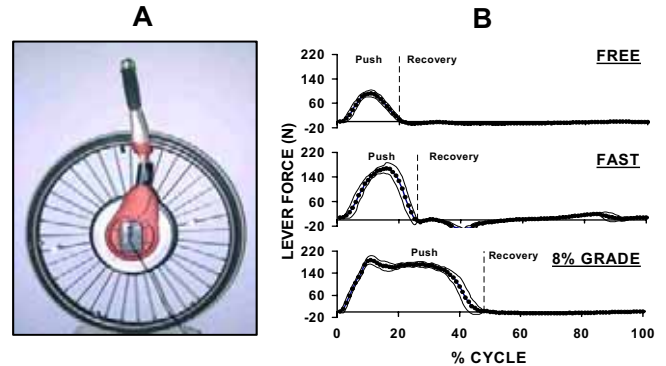 A
B
FREE
Push Recovery
220
140
60
-20
FAST
Push Recovery
220
140
60
-20
8% GRADE
Push Recovery
220
140
60
-20
0 20 40 60 80 100
LEVER FORCE (N)
% CYCLE